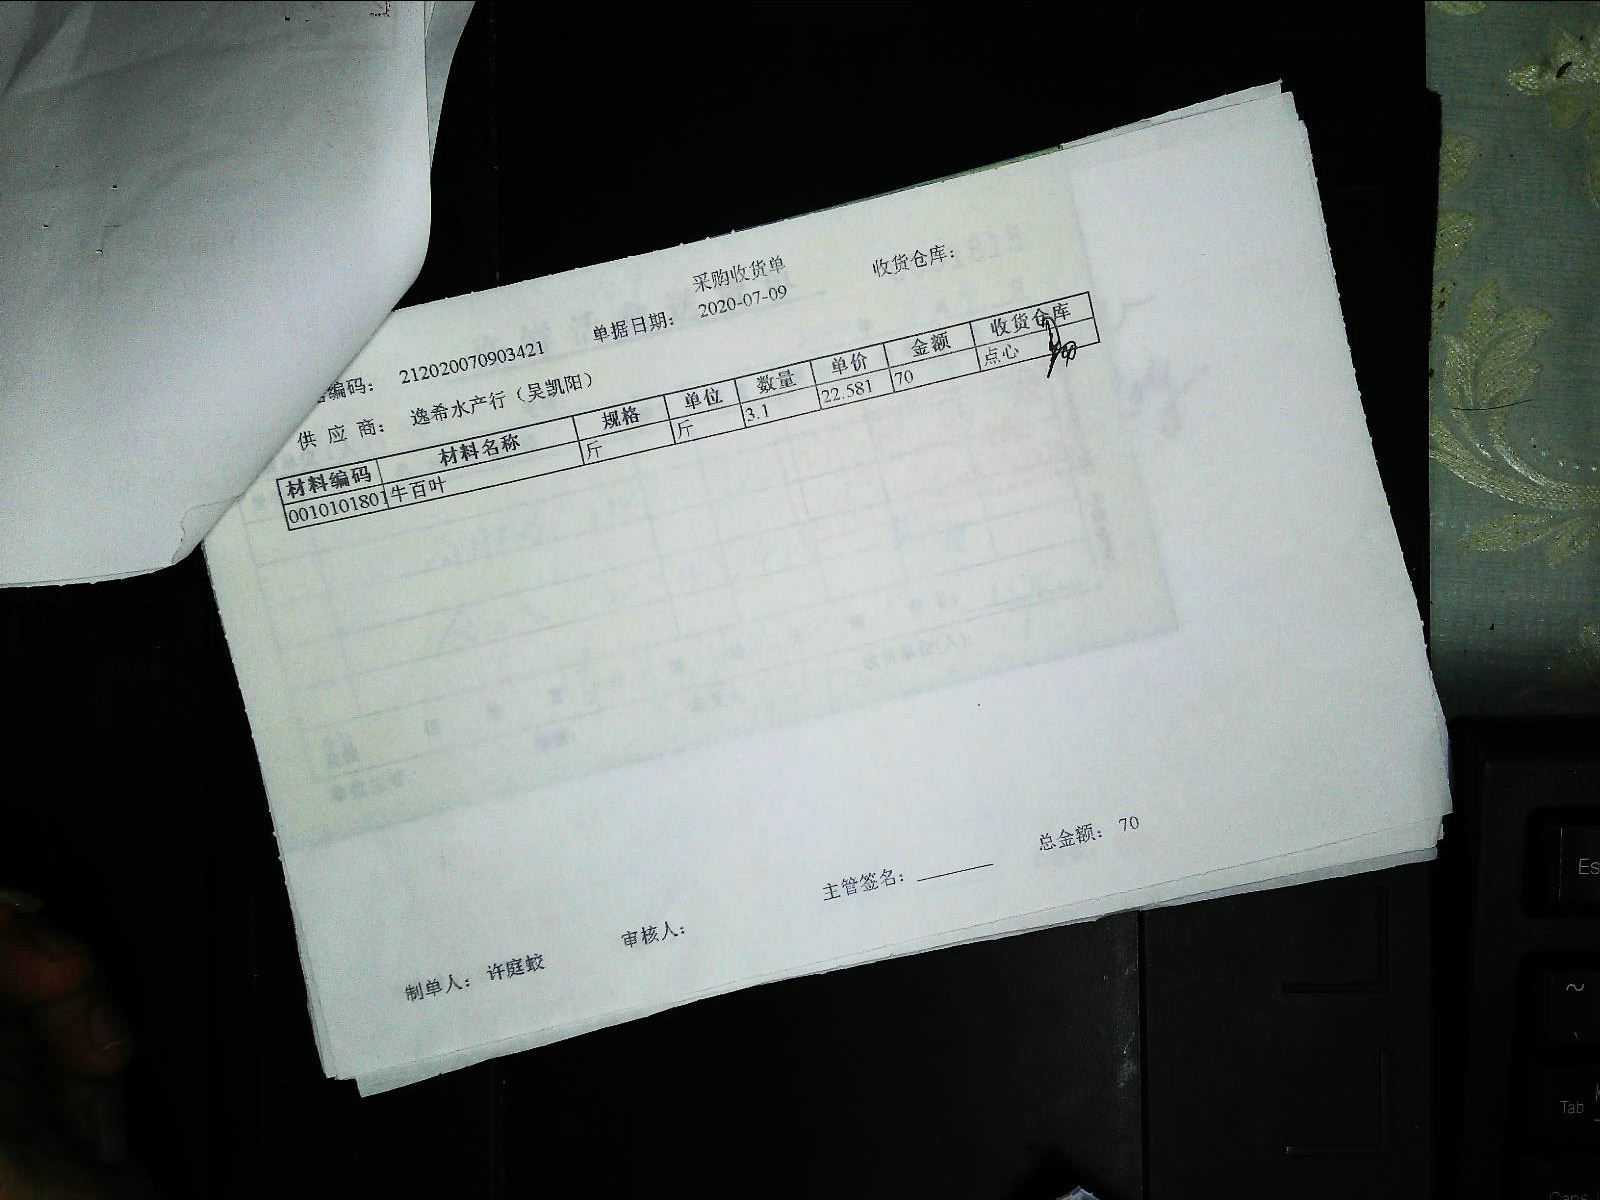 采购收货单
编码： 212020070903421 单据日期： 2020-07-09 收货仓库：
供 应 商： 逸希水产行（吴凯阳）
材料编码 材料名称 规格 单位 数量 单价 金额 收货仓库
0010101801 牛百叶 斤 斤 3.1 22.581 70 点心
主管签名： 总金额： 70
制单人： 许庭蛟 审核人：
Es
~
Tab
Caps